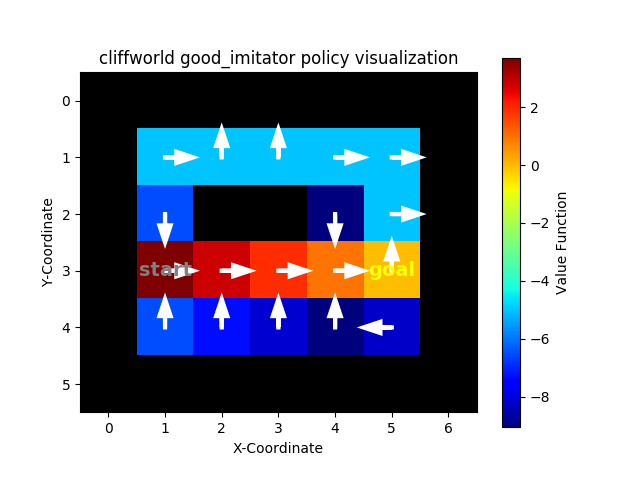 cliffworld good_imitator policy visualization
0
1
2
3
4
5
Y-Coordinate
start
goal
0 1 2 3 4 5 6
X-Coordinate
2
0
−2
−4
−6
−8
Value Function